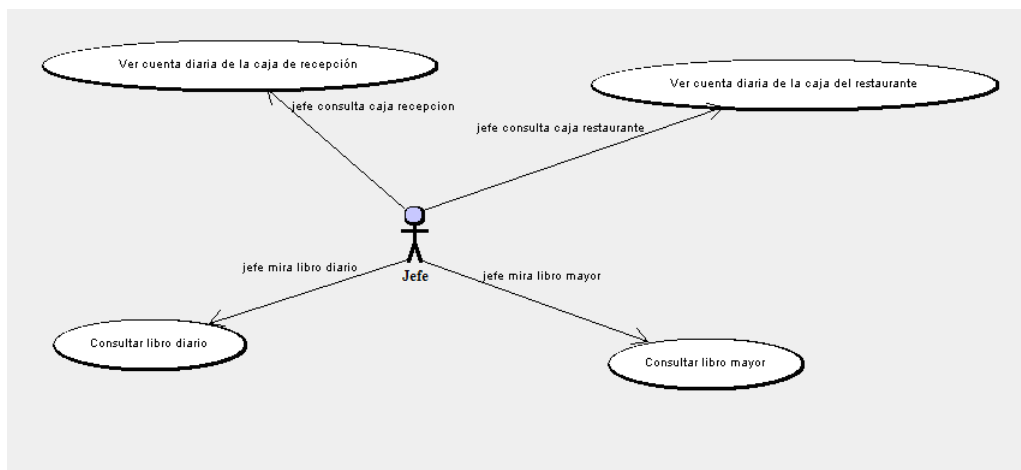 Ver cuenta diaria de la caja de recepción
Ver cuenta diaria de la caja del restaurante
jefe consulta caja recepcion
jefe consulta caja restaurante
Jefe
jefe mira libro diario
jefe mira libro mayor
Consultar libro diario
Consultar libro mayor